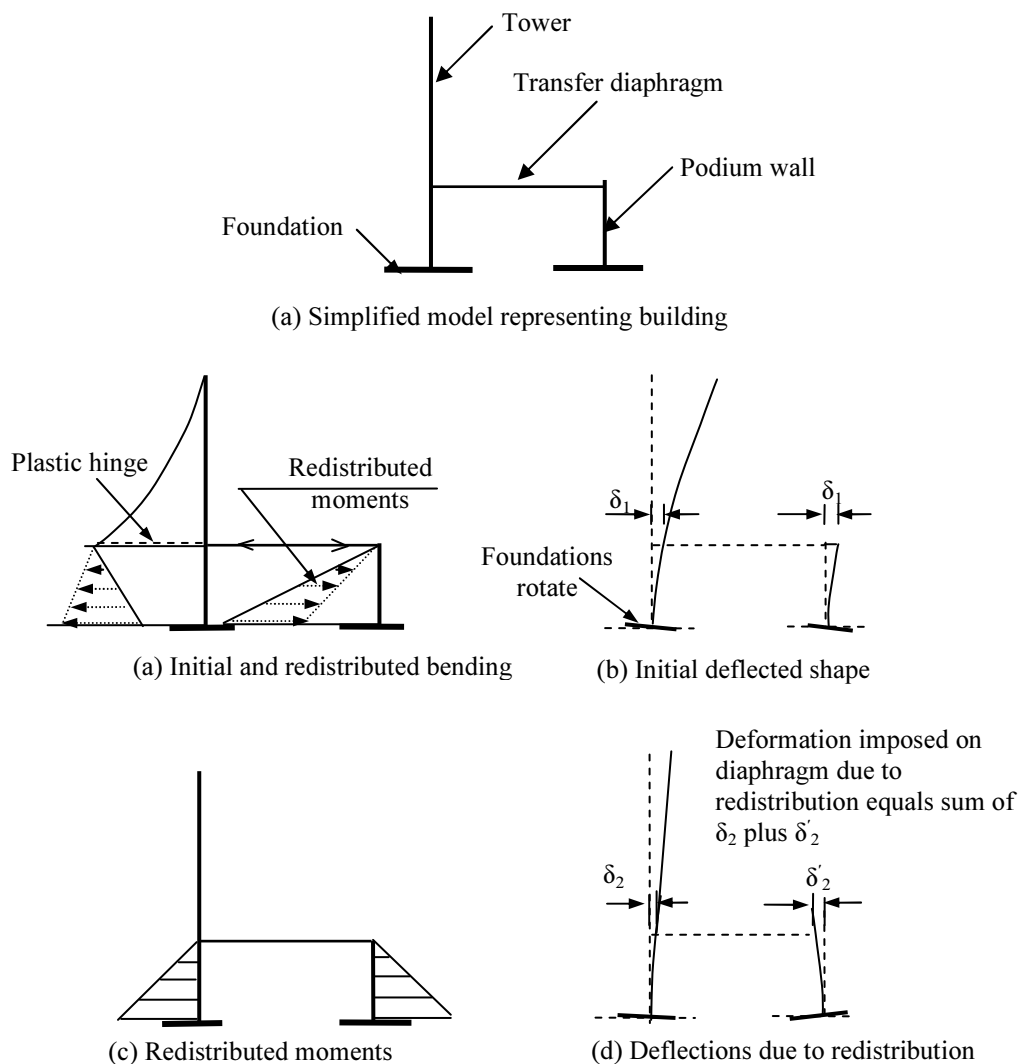 Tower
Transfer diaphragm
Podium wall
Foundation
(a) Simplified model representing building
Plastic hinge
Redistributed
moments
(a) Initial and redistributed bending
δ1
δ1
Foundations
rotate
(b) Initial deflected shape
(c) Redistributed moments
Deformation imposed on
diaphragm due to
redistribution equals sum of
δ2 plus δ′2
δ2
δ′2
(d) Deflections due to redistribution